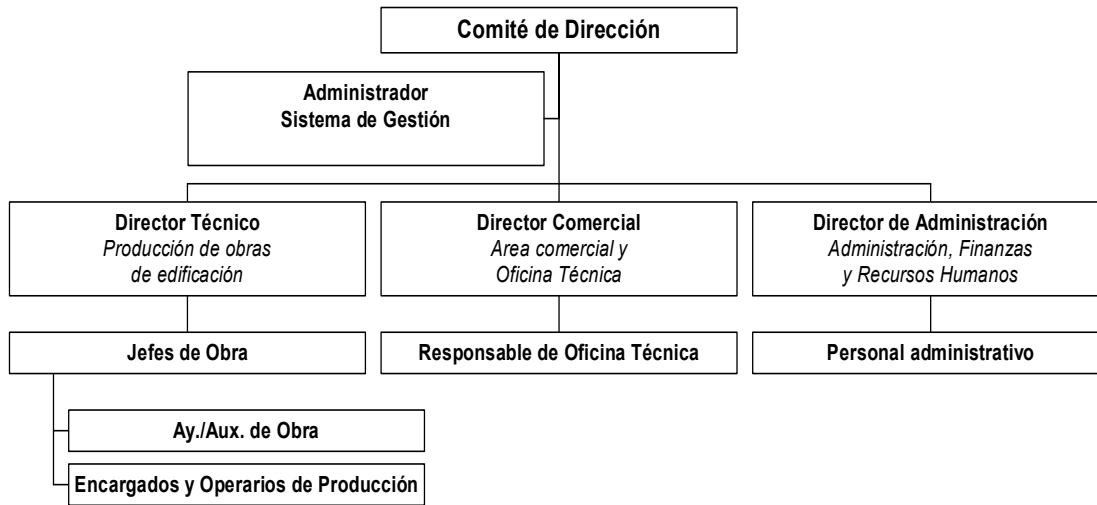 Comité de Dirección
Administrador
Sistema de Gestión
Director Técnico
Producción de obras
de edificación
Director Comercial
Area comercial y
Oficina Técnica
Director de Administración
Administración, Finanzas
y Recursos Humanos
Jefes de Obra
Responsable de Oficina Técnica
Personal administrativo
Ay./Aux. de Obra
Encargados y Operarios de Producción